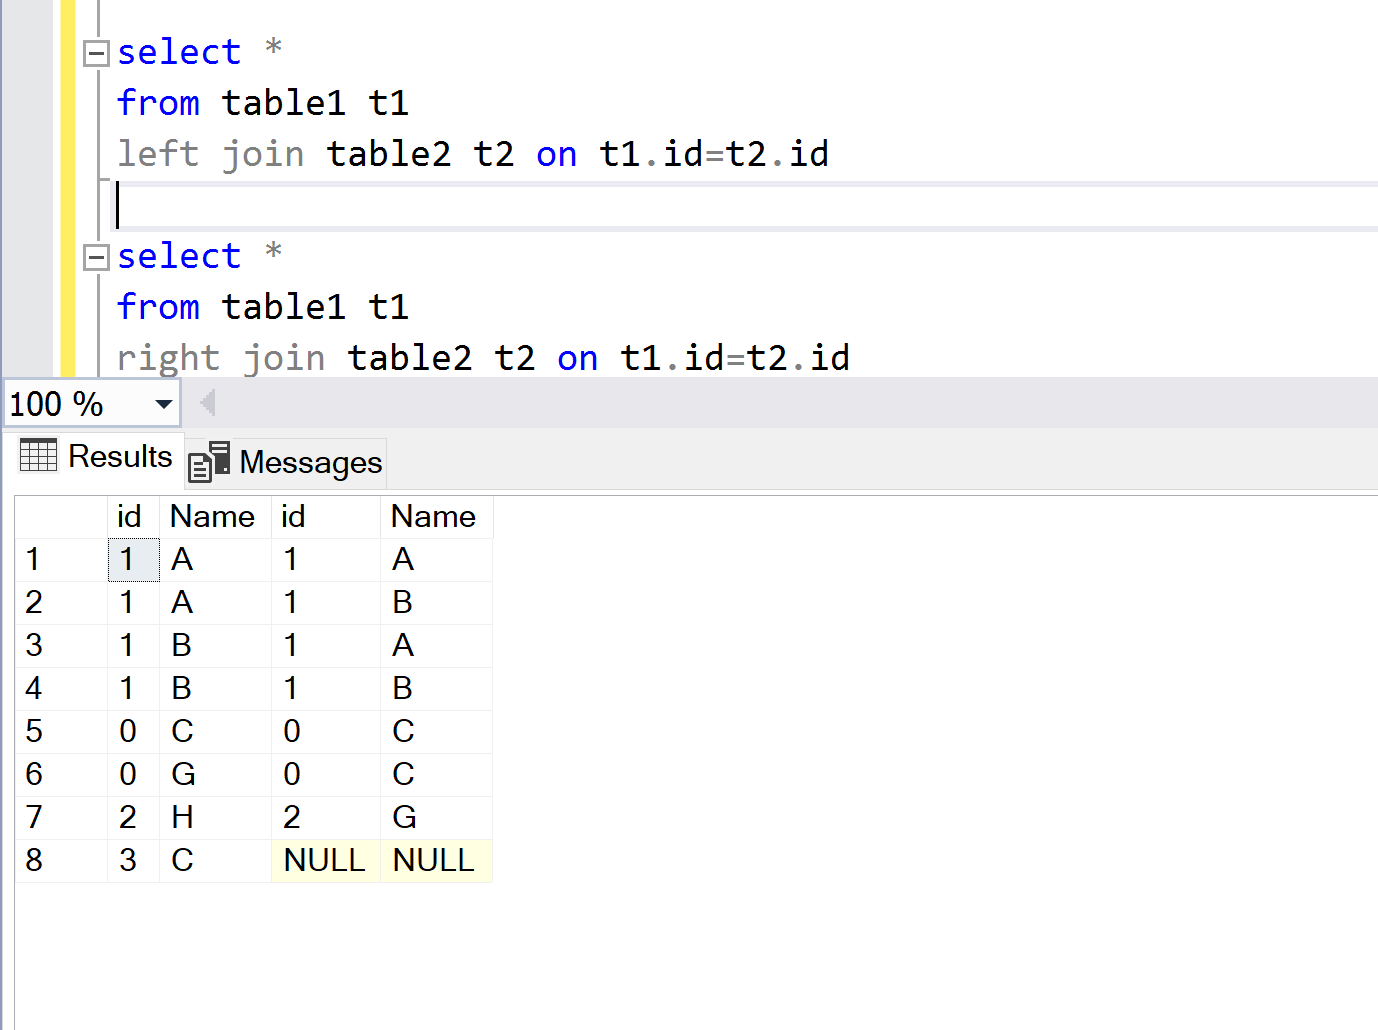 select *
from table1 t1
left join table2 t2 on t1.id=t2.id
select *
from table1 t1
right join table2 t2 on t1.id=t2.id
100 %
Results Messages
id Name id Name
1 1 A 1 A
2 1 A 1 B
3 1 B 1 A
4 1 B 1 B
5 0 C 0 C
6 0 G 0 C
7 2 H 2 G
8 3 C NULL NULL